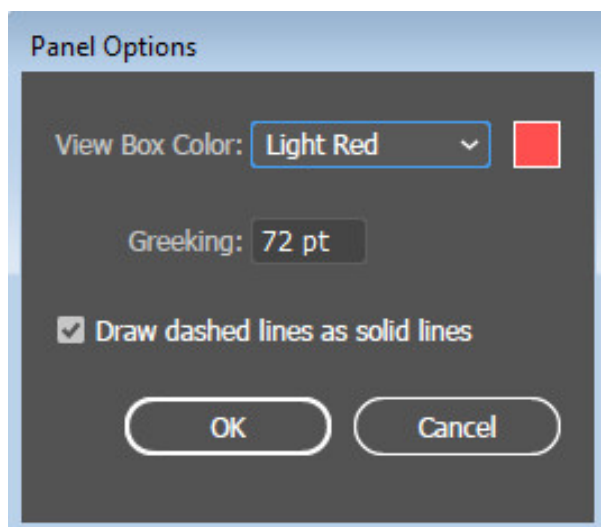 Panel Options
View Box Color: Light Red
Greeking: 72 pt
Draw dashed lines as solid lines
OK Cancel